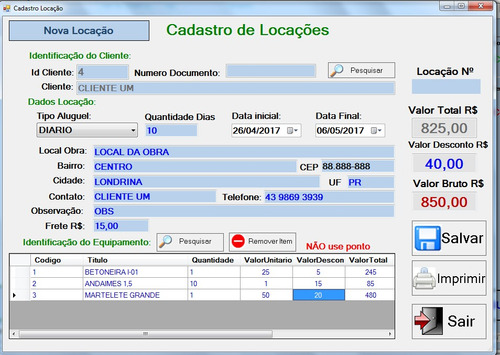 Cadastro Locação
Nova Locação
Cadastro de Locações
Identificação do Cliente:
Id Cliente: 4 Numero Documento: Pesquisar
Locação Nº
Cliente: CLIENTE UM
Dados Locação:
Tipo Aluguel: Quantidade Dias Data inicial: Data Final:
DIARIO 10 26/04/2017 06/05/2017
Valor Total R$
825,00
Valor Desconto R$
40,00
Valor Bruto R$
850,00
Local Obra: LOCAL DA OBRA
Bairro: CENTRO CEP 88.888-888
Cidade: LONDRINA UF PR
Contato: CLIENTE UM Telefone: 43 9869 3939
Observação: OBS
Frete R$: 15,00
Identificação do Equipamento: Pesquisar Remover Item NÃO use ponto
Codigo Titulo Quantidade ValorUnitario ValorDescon ValorTotal
1 BETONEIRA I-01 1 25 5 245
2 ANDAIMES 1,5 10 1 15 85
3 MARTELETE GRANDE 1 50 20 480
Salvar
Imprimir
Sair